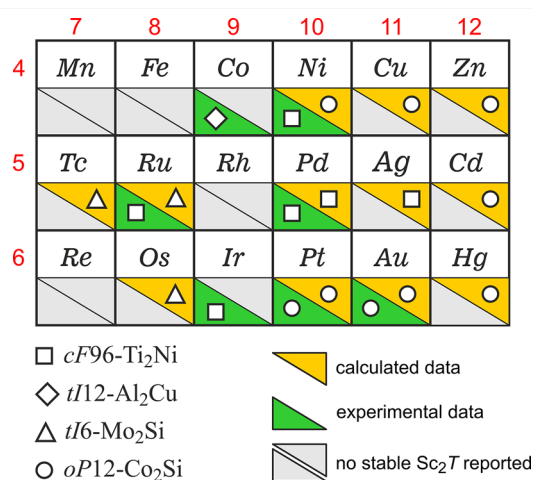 7 8 9 10 11 12
4 Mn Fe Co Ni Cu Zn
5 Tc Ru Rh Pd Ag Cd
6 Re Os Ir Pt Au Hg
cF96-Ti₂Ni
tI12-Al₂Cu
tI6-Mo₂Si
oP12-Co₂Si
calculated data
experimental data
no stable Sc₂T reported